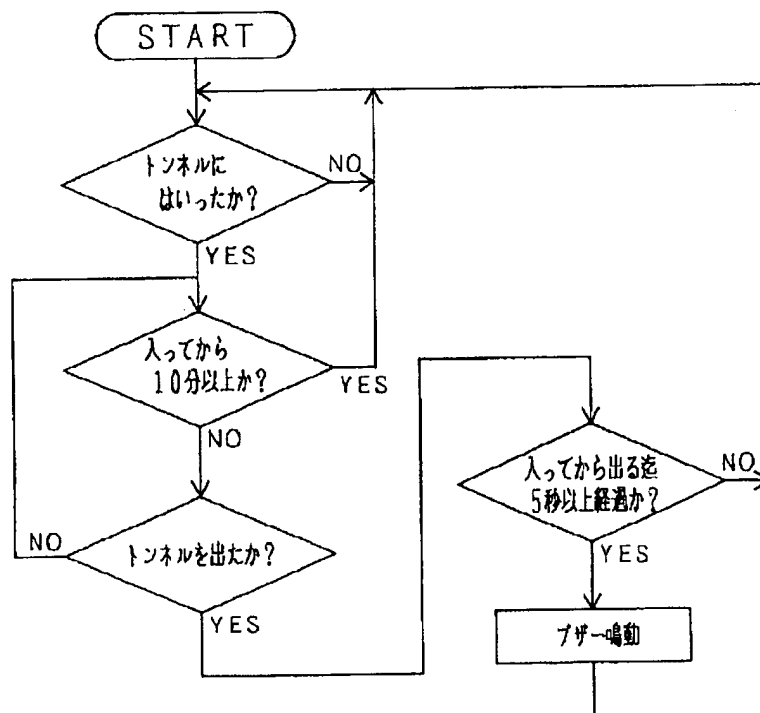 START
トンネルに
はいったか?
NO
YES
入ってから
10分以上か?
YES
NO
トンネルを出たか?
NO
YES
入ってから出る迄
5秒以上経過か?
NO
YES
ブザー鳴動